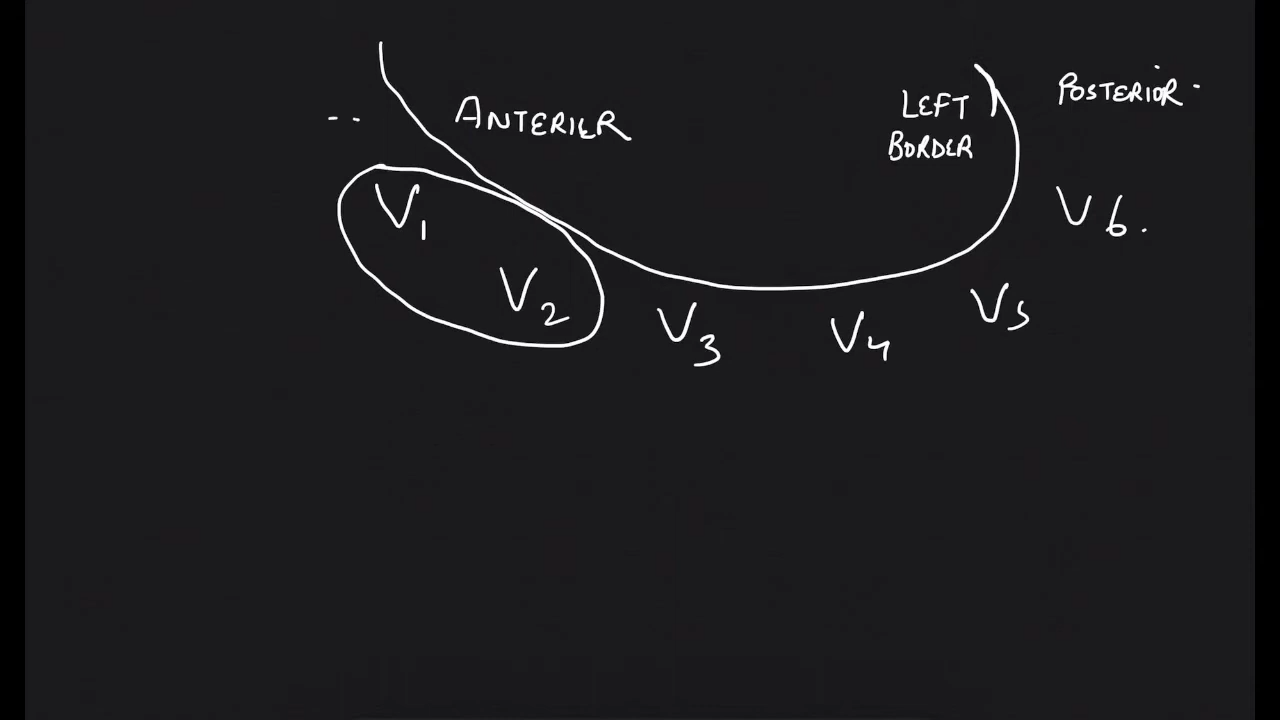 ANTERIER
LEFT
BORDER
POSTERIOR
V1
V2
V3
V4
V5
V6.